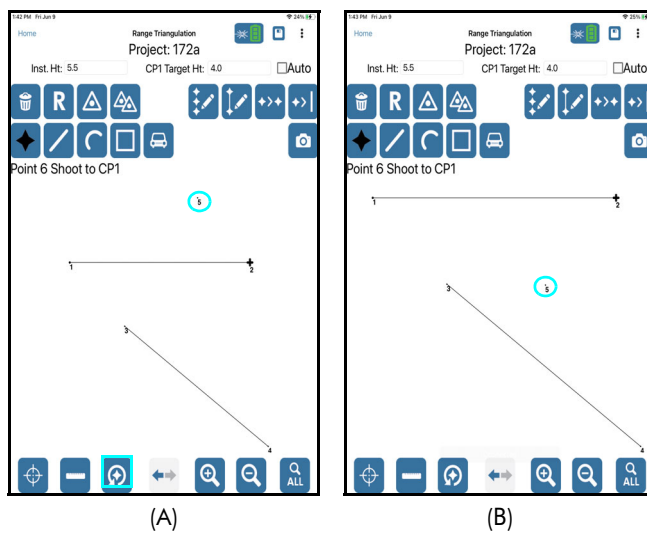 1:42 PM Fri Jun 9
24%
Home
Range Triangulation
Project: 172a
Inst. Ht: 5.5
CP1 Target Ht: 4.0
Auto
R
Point 6 Shoot to CP1
5
1
2
3
4
ALL
(A)
1:43 PM Fri Jun 9
25%
Home
Range Triangulation
Project: 172a
Inst. Ht: 5.5
CP1 Target Ht: 4.0
Auto
R
Point 6 Shoot to CP1
1
2
3
5
4
ALL
(B)